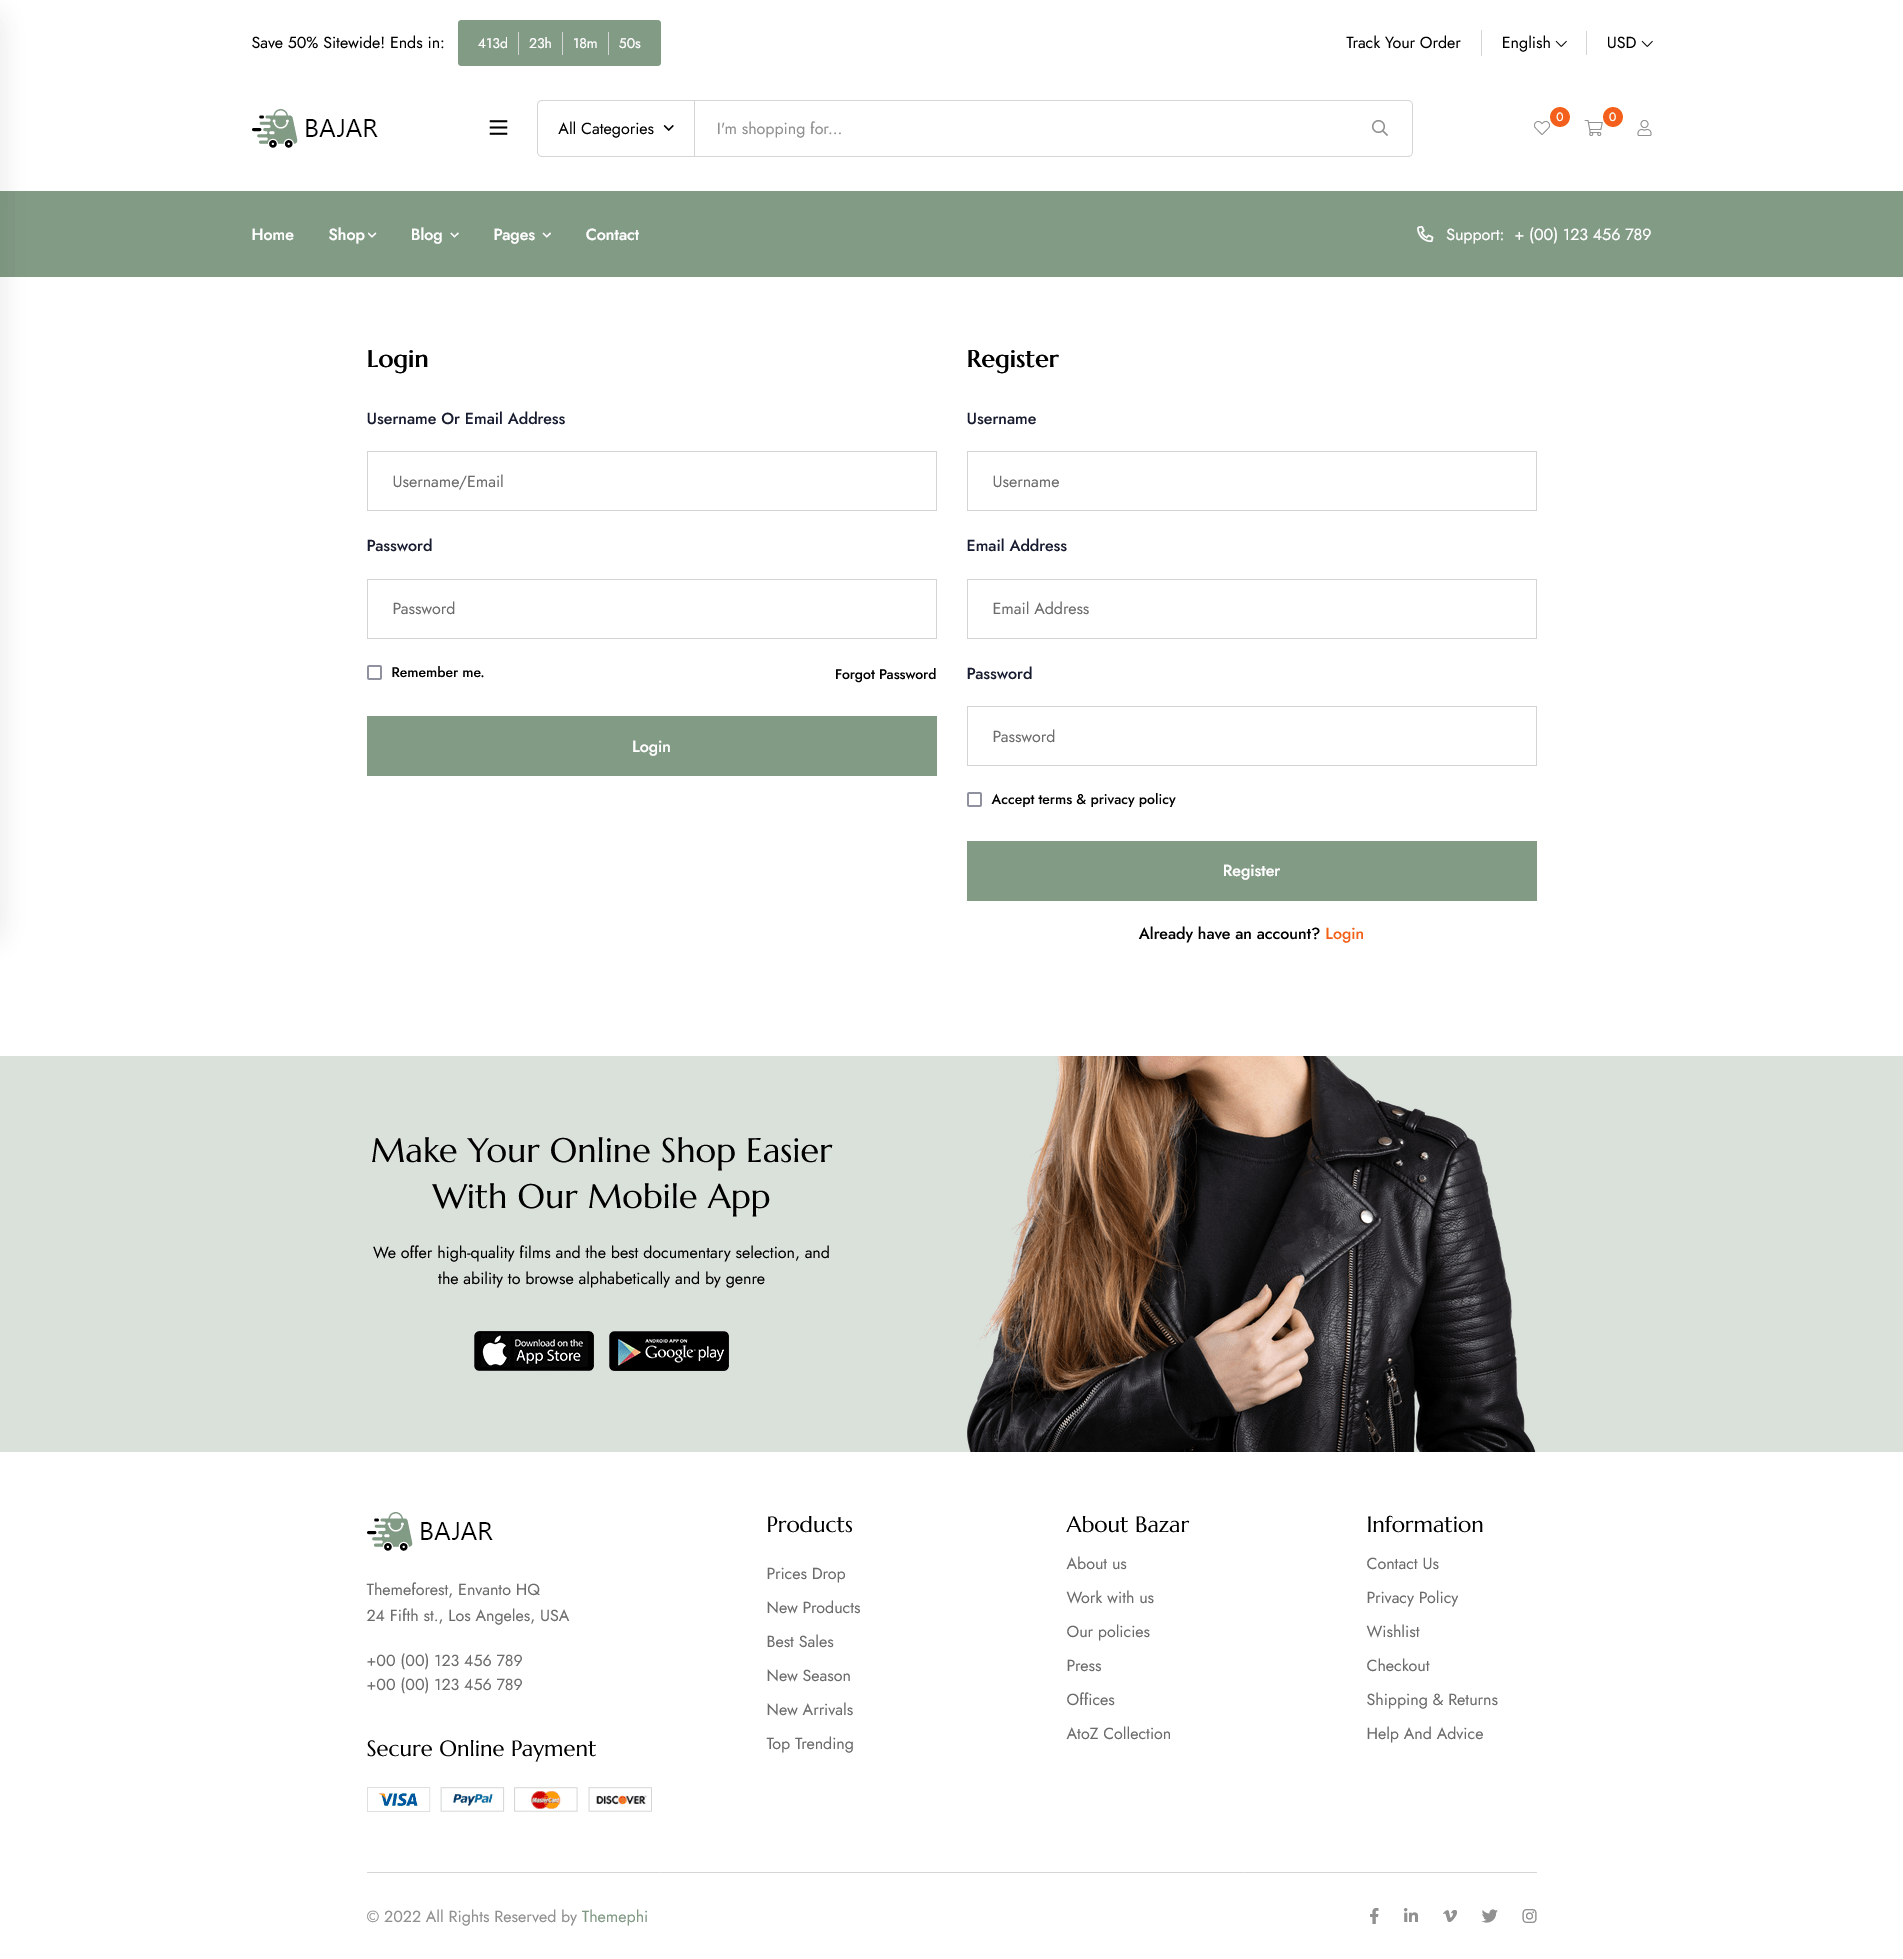 Save 50% Sitewide! Ends in: 413d 23h 18m 50s
Track Your Order English USD
BAJAR
All Categories I'm shopping for...
0 0
Home Shop Blog Pages Contact
Support: + (00) 123 456 789
Login
Username Or Email Address
Username/Email
Password
Password
Remember me. Forgot Password
Login
Register
Username
Username
Email Address
Email Address
Password
Password
Accept terms & privacy policy
Register
Already have an account? Login
Make Your Online Shop Easier
With Our Mobile App
We offer high-quality films and the best documentary selection, and
the ability to browse alphabetically and by genre
Download on the
App Store
ANDROID APP ON
Google play
BAJAR
Themeforest, Envanto HQ
24 Fifth st., Los Angeles, USA
+00 (00) 123 456 789
+00 (00) 123 456 789
Secure Online Payment
VISA PayPal MasterCard DISCOVER
Products
Prices Drop
New Products
Best Sales
New Season
New Arrivals
Top Trending
About Bazar
About us
Work with us
Our policies
Press
Offices
AtoZ Collection
Information
Contact Us
Privacy Policy
Wishlist
Checkout
Shipping & Returns
Help And Advice
© 2022 All Rights Reserved by Themephi